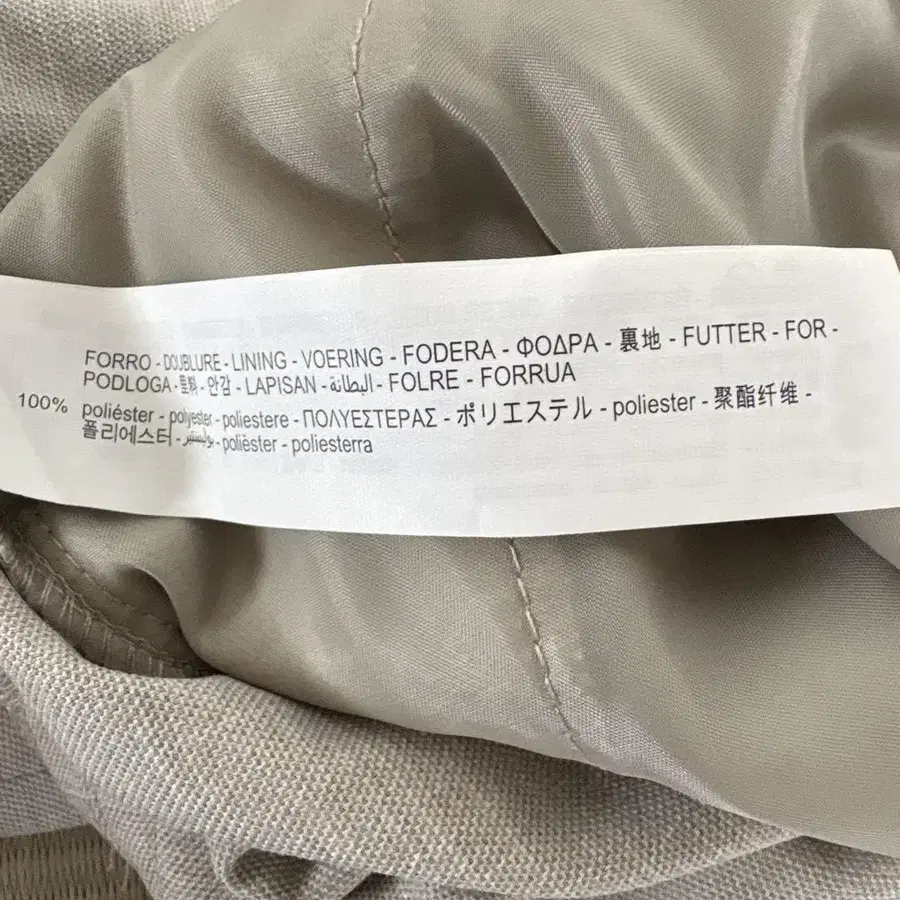 FORRO - DOUBLURE - LINING - VOERING - FODERA - ΦΟΔΡΑ - 裏地 - FUTTER - FOR -
PODLOGA - 里料 - 안감 - LAPISAN - البطانة - FOLRE - FORRUA
100% poliéster - polyester - poliestere - ΠΟΛΥΕΣΤΕΡΑΣ - ポリエステル - poliester - 聚酯纤维 -
폴리에스터 - بوليستير - poliéster - poliesterra